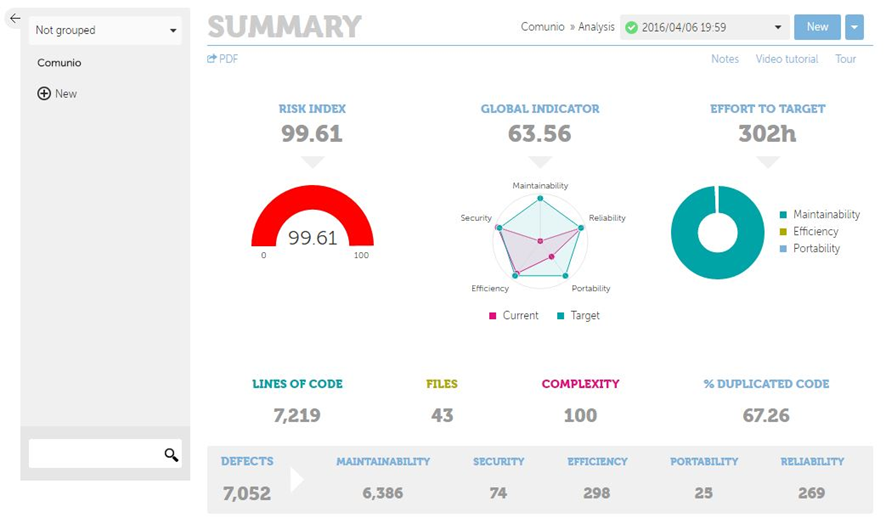 Not grouped
Comunio
New
SUMMARY
Comunio » Analysis
2016/04/06 19:59
New
PDF
Notes
Video tutorial
Tour
RISK INDEX
99.61
99.61
0
100
GLOBAL INDICATOR
63.56
Maintainability
Security
Reliability
Efficiency
Portability
Current
Target
EFFORT TO TARGET
302h
Maintainability
Efficiency
Portability
LINES OF CODE
7,219
FILES
43
COMPLEXITY
100
% DUPLICATED CODE
67.26
DEFECTS
7,052
MAINTAINABILITY
6,386
SECURITY
74
EFFICIENCY
298
PORTABILITY
25
RELIABILITY
269